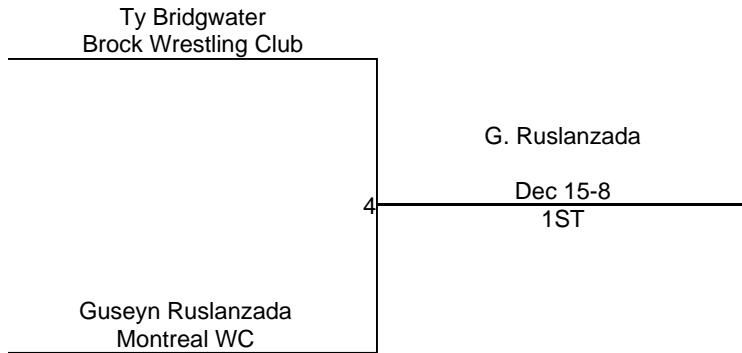 Ty Bridgwater
Brock Wrestling Club
G. Ruslanzada
Dec 15-8
4
1ST
Guseyn Ruslanzada
Montreal WC